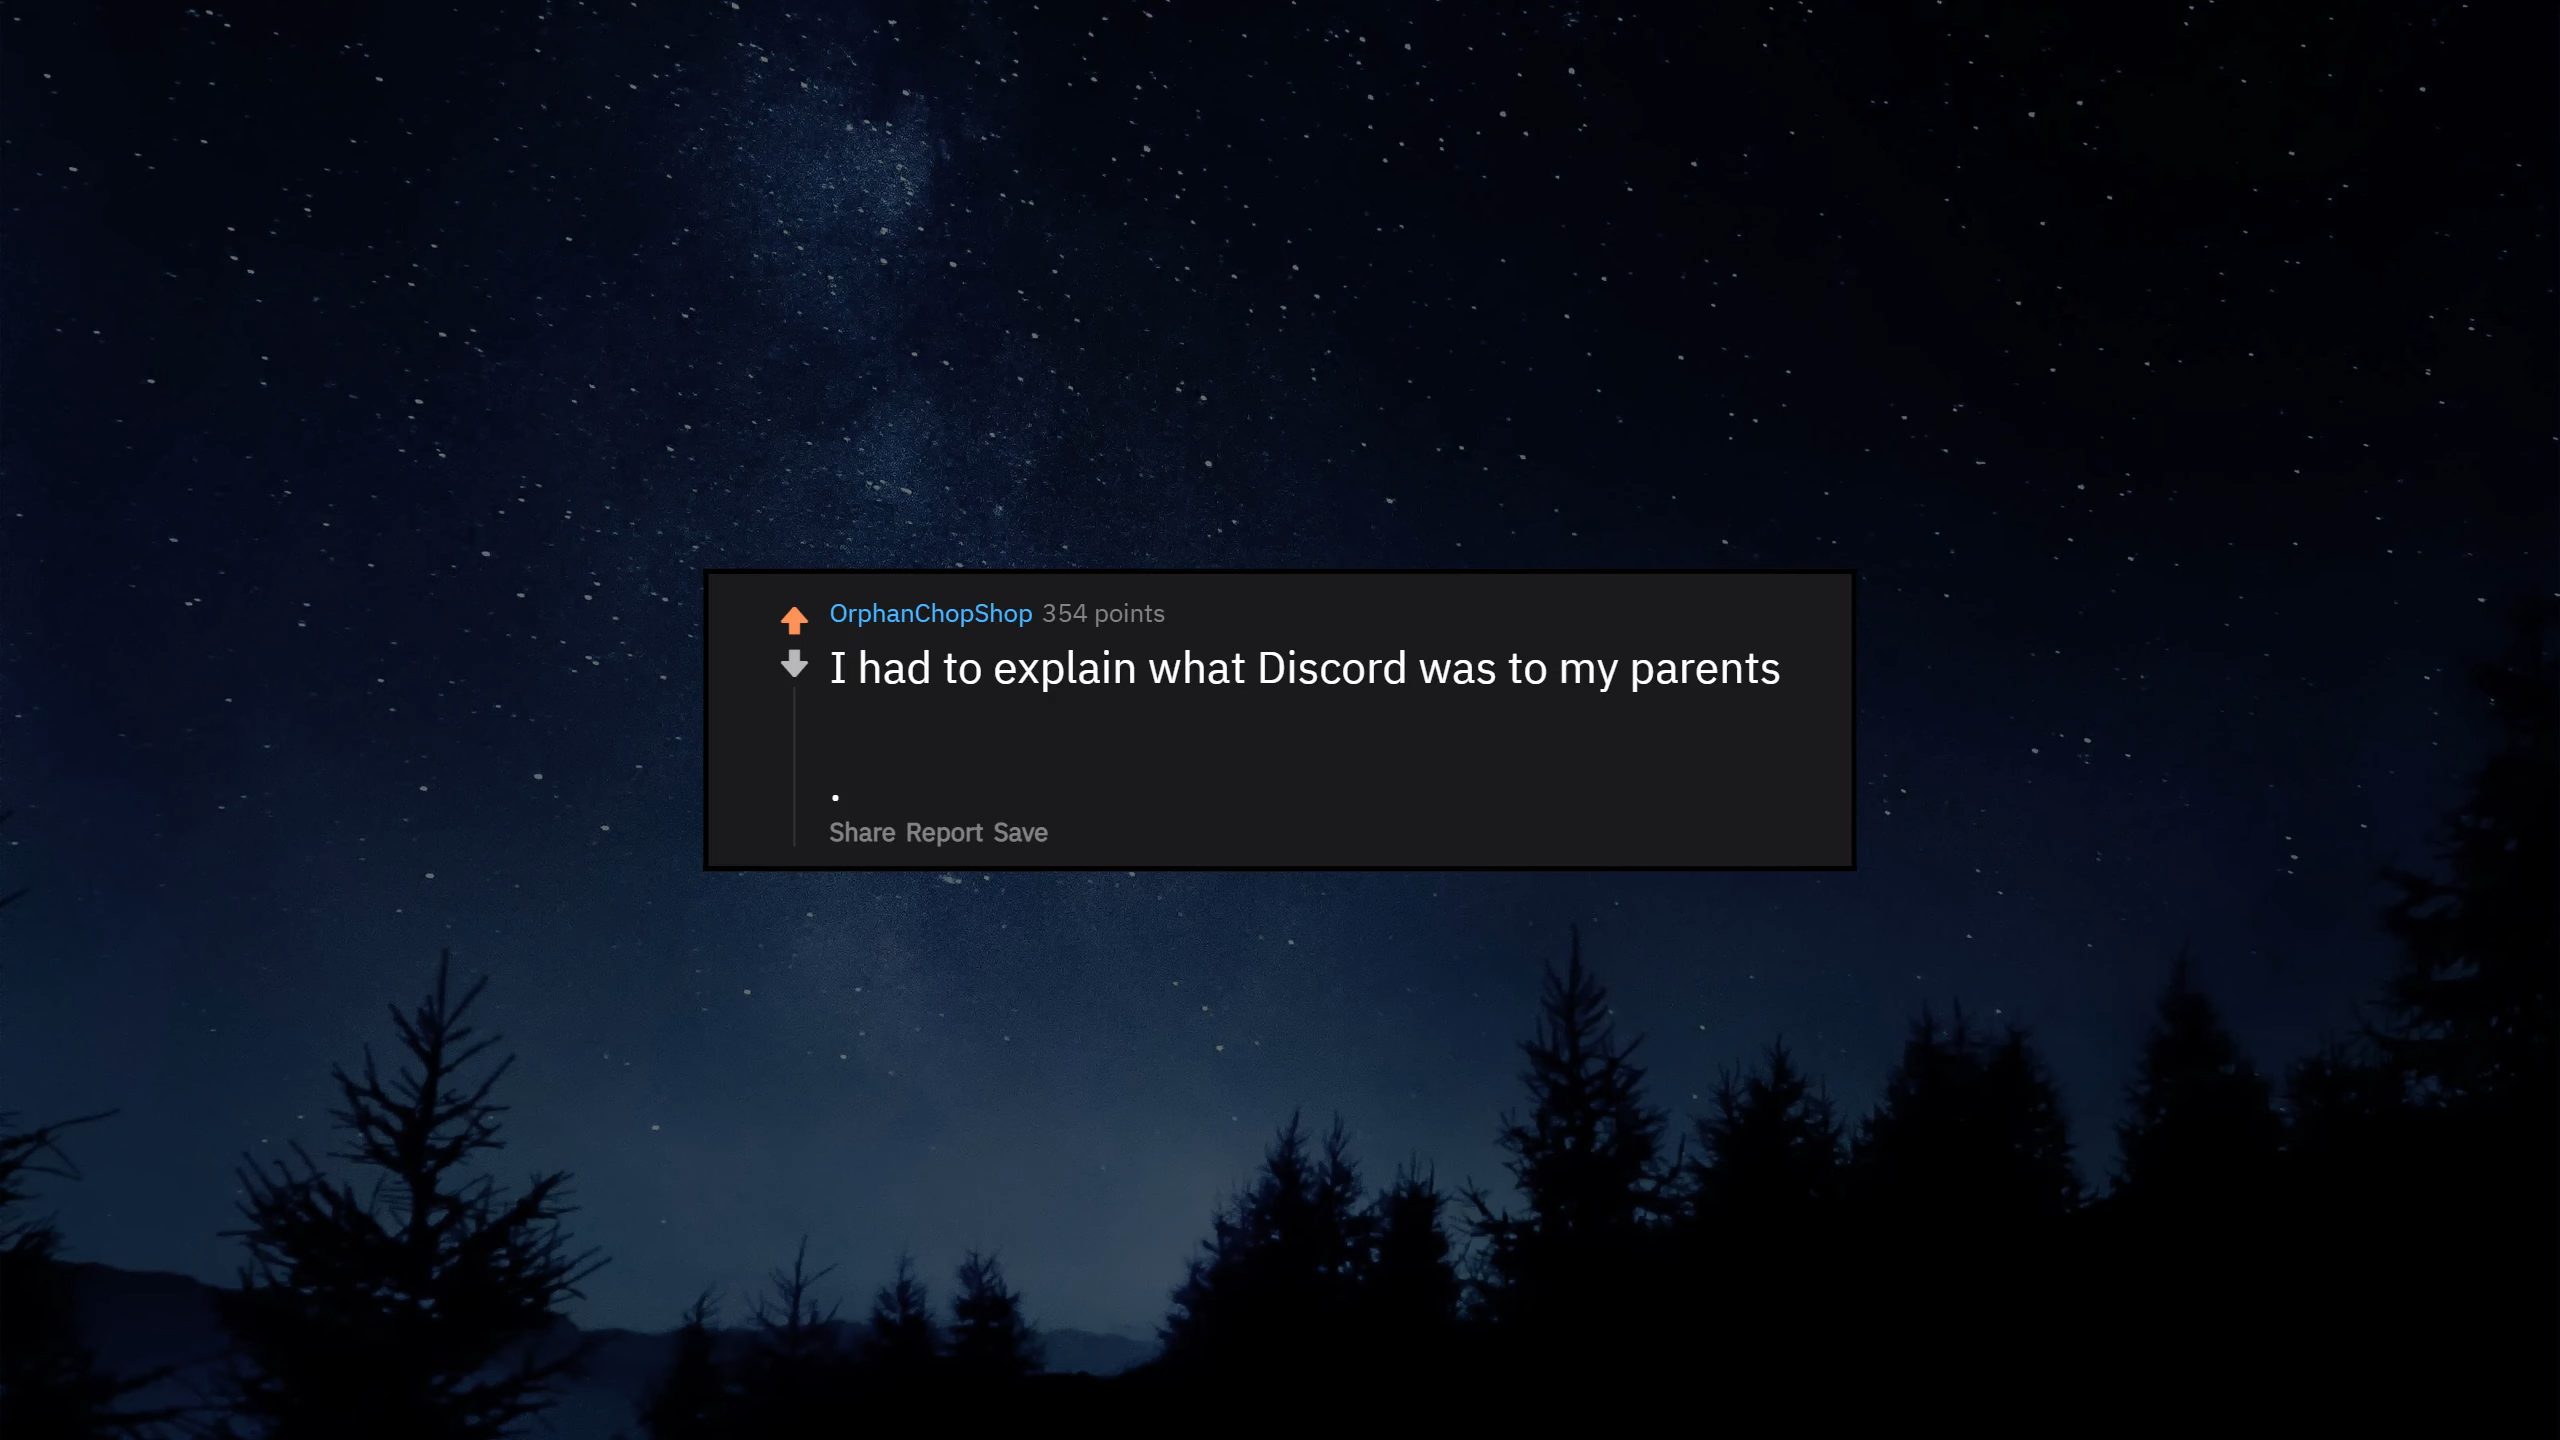 OrphanChopShop 354 points
I had to explain what Discord was to my parents
.
Share Report Save